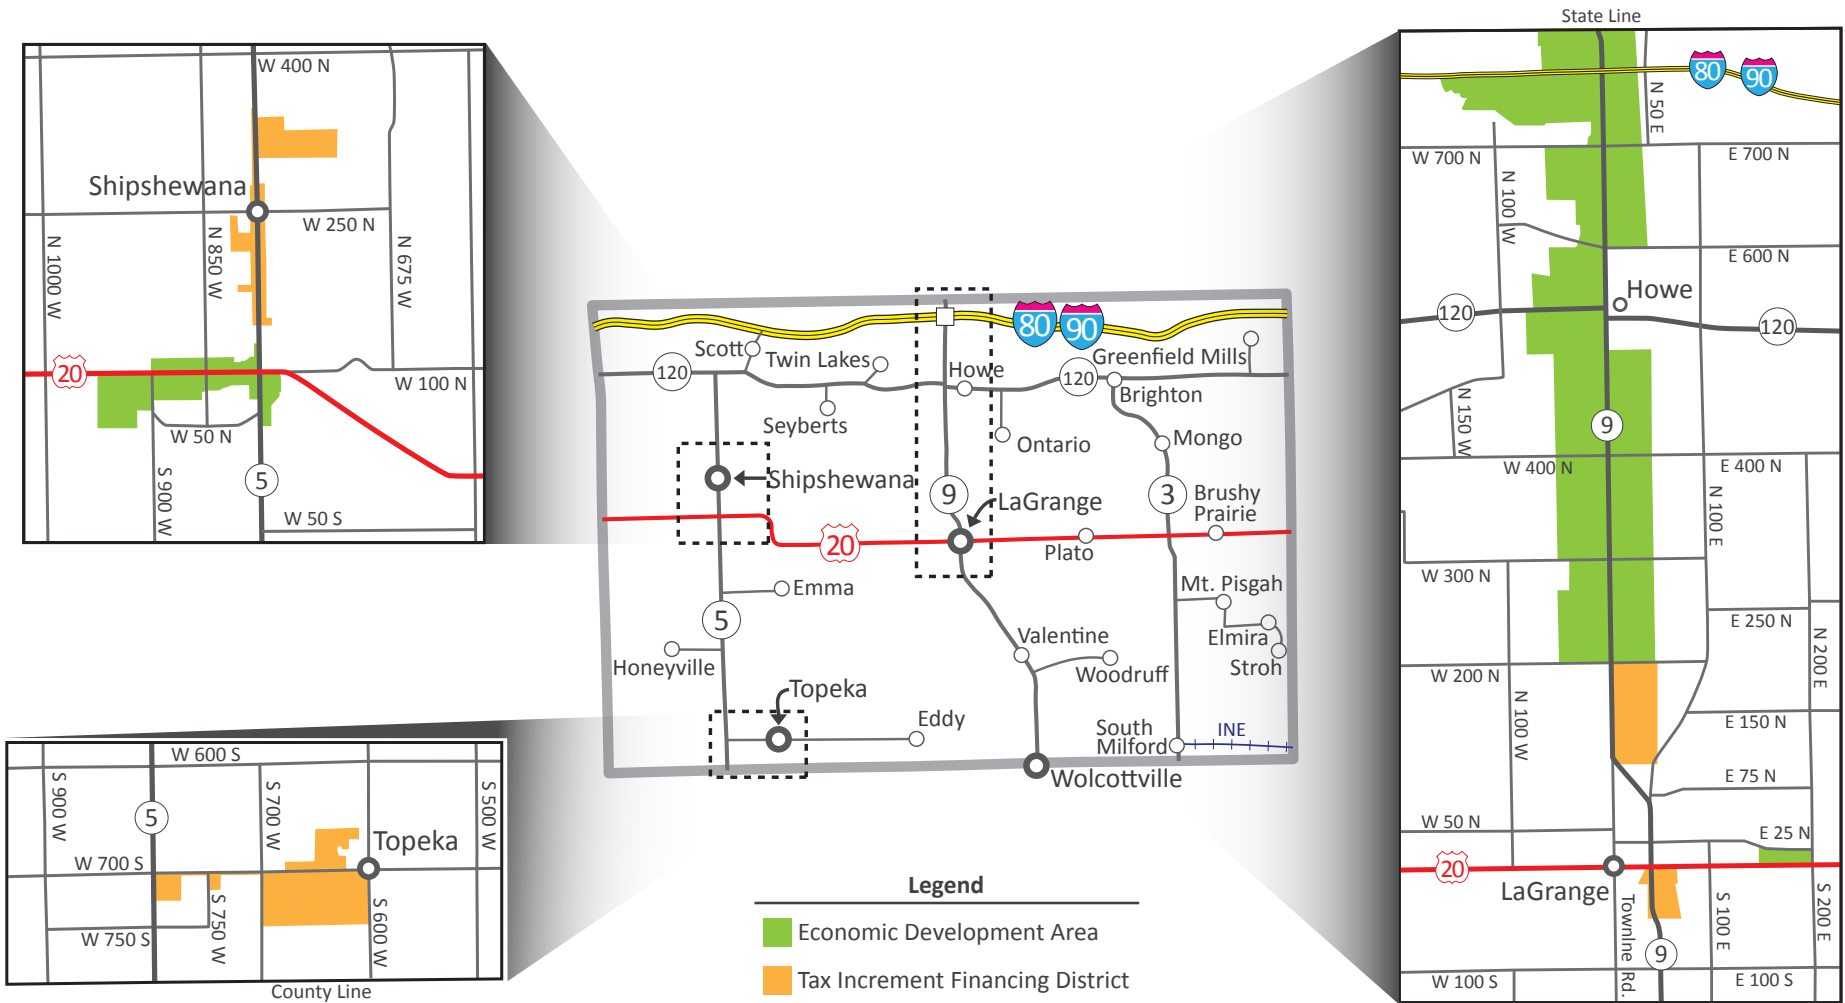 State Line
W 400 N
Shipshewana
W 250 N
N 1000 W
N 850 W
N 675 W
20
W 100 N
W 50 N
S 900 W
5
W 50 S
80
90
Scott
Twin Lakes
Greenfield Mills
120
Howe
120
Brighton
Seyberts
Ontario
Mongo
Shipshewana
9
LaGrange
3
Brushy
Prairie
20
Plato
Emma
Mt. Pisgah
5
Elmira
Stroh
Valentine
Honeyville
Woodruff
Topeka
Eddy
South
Milford
INE
Wolcottville
W 600 S
S 900 W
5
S 700 W
S 500 W
Topeka
W 700 S
S 750 W
S 600 W
W 750 S
County Line
Legend
Economic Development Area
Tax Increment Financing District
80
90
N 50 E
W 700 N
E 700 N
N 100 W
E 600 N
Howe
120
120
N 150 W
9
W 400 N
E 400 N
N 100 E
W 300 N
E 250 N
N 200 E
W 200 N
N 100 W
E 150 N
E 75 N
W 50 N
E 25 N
20
LaGrange
Townlne Rd.
S 100 E
S 200 E
9
W 100 S
E 100 S